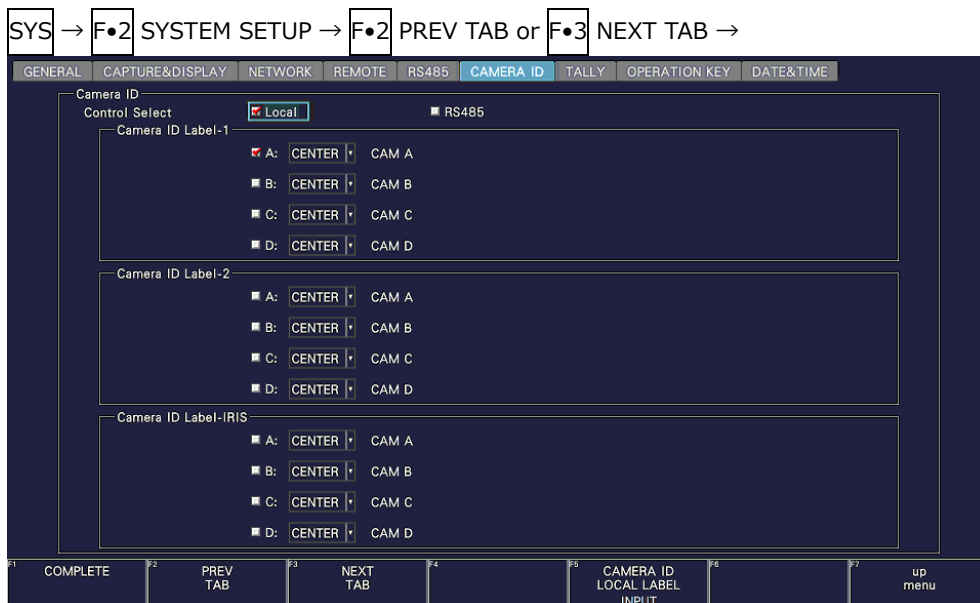 SYS → F•2 SYSTEM SETUP → F•2 PREV TAB or F•3 NEXT TAB →
GENERAL CAPTURE&DISPLAY NETWORK REMOTE RS485 CAMERA ID TALLY OPERATION KEY DATE&TIME
Camera ID
Control Select Local RS485
Camera ID Label-1
A: CENTER CAM A
B: CENTER CAM B
C: CENTER CAM C
D: CENTER CAM D
Camera ID Label-2
A: CENTER CAM A
B: CENTER CAM B
C: CENTER CAM C
D: CENTER CAM D
Camera ID Label-IRIS
A: CENTER CAM A
B: CENTER CAM B
C: CENTER CAM C
D: CENTER CAM D
F1 COMPLETE F2 PREV F3 NEXT F4 F5 CAMERA ID F6 F7 up
TAB TAB LOCAL LABEL menu
INPUT